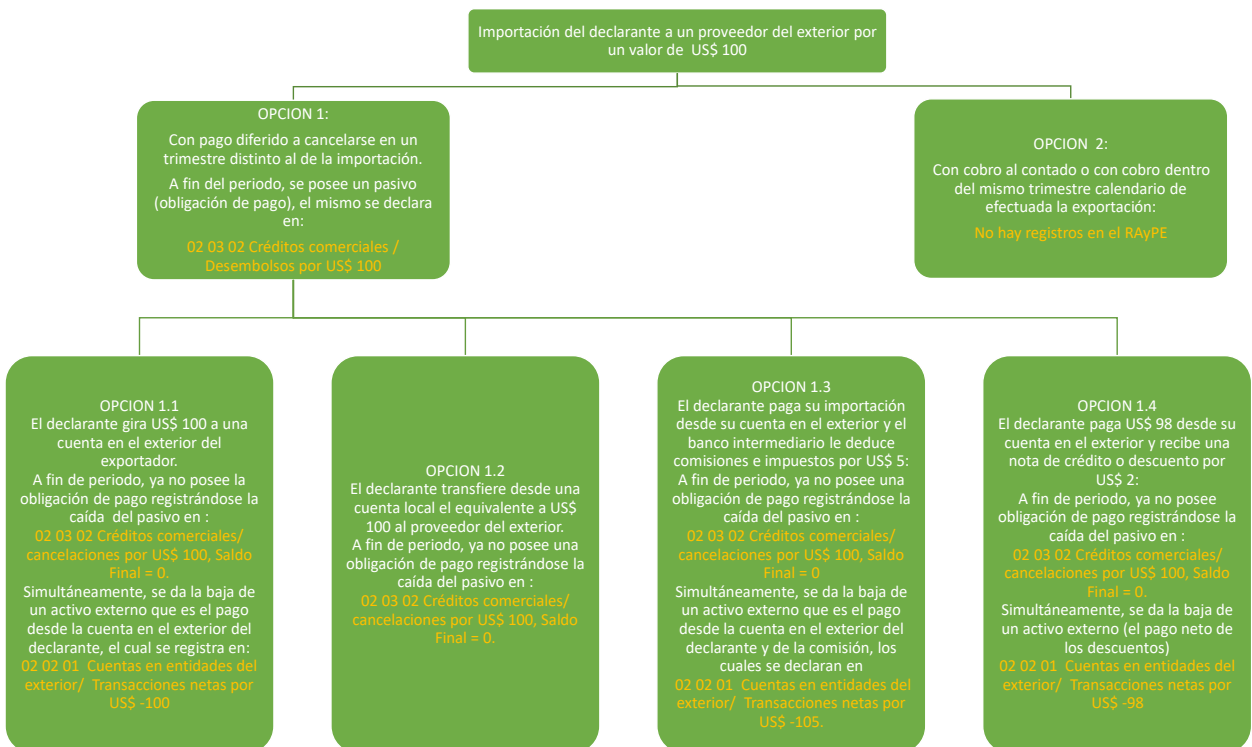 Importación del declarante a un proveedor del exterior por
un valor de US$ 100
OPCION 1:
Con pago diferido a cancelarse en un
trimestre distinto al de la importación.
A fin del periodo, se posee un pasivo
(obligación de pago), el mismo se declara
en:
02 03 02 Créditos comerciales /
Desembolsos por US$ 100
OPCION 2:
Con cobro al contado o con cobro dentro
del mismo trimestre calendario de
efectuada la exportación:
No hay registros en el RAyPE
OPCION 1.1
El declarante gira US$ 100 a una
cuenta en el exterior del
exportador.
A fin de periodo, ya no posee la
obligación de pago registrándose la
caída del pasivo en :
02 03 02 Créditos comerciales/
cancelaciones por US$ 100, Saldo
Final = 0.
Simultáneamente, se da la baja de
un activo externo que es el pago
desde la cuenta en el exterior del
declarante, el cual se registra en:
02 02 01 Cuentas en entidades del
exterior/ Transacciones netas por
US$ -100
OPCION 1.2
El declarante transfiere desde una
cuenta local el equivalente a US$
100 al proveedor del exterior.
A fin de periodo, ya no posee una
obligación de pago registrándose la
caída del pasivo en :
02 03 02 Créditos comerciales/
cancelaciones por US$ 100, Saldo
Final = 0.
OPCION 1.3
El declarante paga su importación
desde su cuenta en el exterior y el
banco intermediario le deduce
comisiones e impuestos por US$ 5:
A fin de periodo, ya no posee una
obligación de pago registrándose la
caída del pasivo en :
02 03 02 Créditos comerciales/
cancelaciones por US$ 100, Saldo
Final = 0
Simultáneamente, se da la baja de
un activo externo que es el pago
desde la cuenta en el exterior del
declarante y de la comisión, los
cuales se declaran en
02 02 01 Cuentas en entidades del
exterior/ Transacciones netas por
US$ -105.
OPCION 1.4
El declarante paga US$ 98 desde su
cuenta en el exterior y recibe una
nota de crédito o descuento por
US$ 2:
A fin de periodo, ya no posee
obligación de pago registrándose la
caída del pasivo en :
02 03 02 Créditos comerciales/
cancelaciones por US$ 100, Saldo
Final = 0.
Simultáneamente, se da la baja de
un activo externo (el pago neto de
los descuentos)
02 02 01 Cuentas en entidades del
exterior/ Transacciones netas por
US$ -98